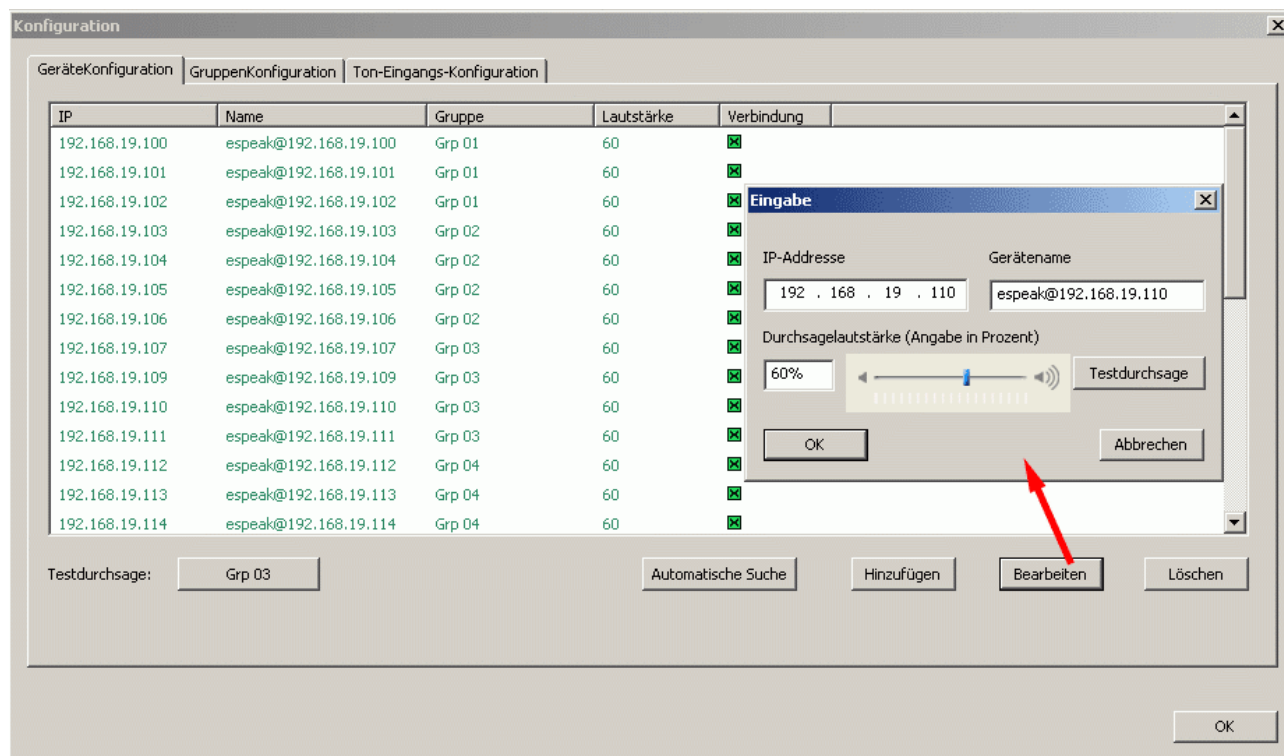 Konfiguration
GeräteKonfiguration GruppenKonfiguration Ton-Eingangs-Konfiguration
IP Name Gruppe Lautstärke Verbindung
192.168.19.100 espeak@192.168.19.100 Grp 01 60
192.168.19.101 espeak@192.168.19.101 Grp 01 60
192.168.19.102 espeak@192.168.19.102 Grp 01 60
192.168.19.103 espeak@192.168.19.103 Grp 02 60
192.168.19.104 espeak@192.168.19.104 Grp 02 60
192.168.19.105 espeak@192.168.19.105 Grp 02 60
192.168.19.106 espeak@192.168.19.106 Grp 02 60
192.168.19.107 espeak@192.168.19.107 Grp 03 60
192.168.19.109 espeak@192.168.19.109 Grp 03 60
192.168.19.110 espeak@192.168.19.110 Grp 03 60
192.168.19.111 espeak@192.168.19.111 Grp 03 60
192.168.19.112 espeak@192.168.19.112 Grp 04 60
192.168.19.113 espeak@192.168.19.113 Grp 04 60
192.168.19.114 espeak@192.168.19.114 Grp 04 60
Eingabe
IP-Addresse Gerätename
192 . 168 . 19 . 110 espeak@192.168.19.110
Durchsagelautstärke (Angabe in Prozent)
60% Testdurchsage
OK Abbrechen
Testdurchsage: Grp 03 Automatische Suche Hinzufügen Bearbeiten Löschen
OK